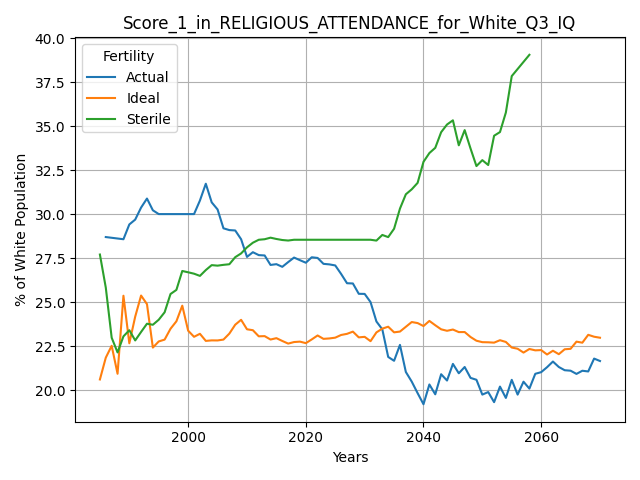 Score_1_in_RELIGIOUS_ATTENDANCE_for_White_Q3_IQ
% of White Population
40.0
37.5
35.0
32.5
30.0
27.5
25.0
22.5
20.0
Fertility
Actual
Ideal
Sterile
2000
2020
2040
2060
Years